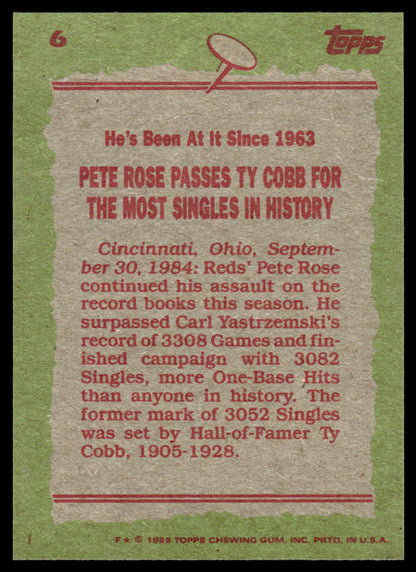 6
topps
He's Been At It Since 1963
PETE ROSE PASSES TY COBB FOR
THE MOST SINGLES IN HISTORY
Cincinnati, Ohio, Septem-
ber 30, 1984: Reds' Pete Rose
continued his assault on the
record books this season. He
surpassed Carl Yastrzemski's
record of 3308 Games and fin-
ished campaign with 3082
Singles, more One-Base Hits
than anyone in history. The
former mark of 3052 Singles
was set by Hall-of-Famer Ty
Cobb, 1905-1928.
F★ © 1985 TOPPS CHEWING GUM, INC. PRTD. IN U.S.A.